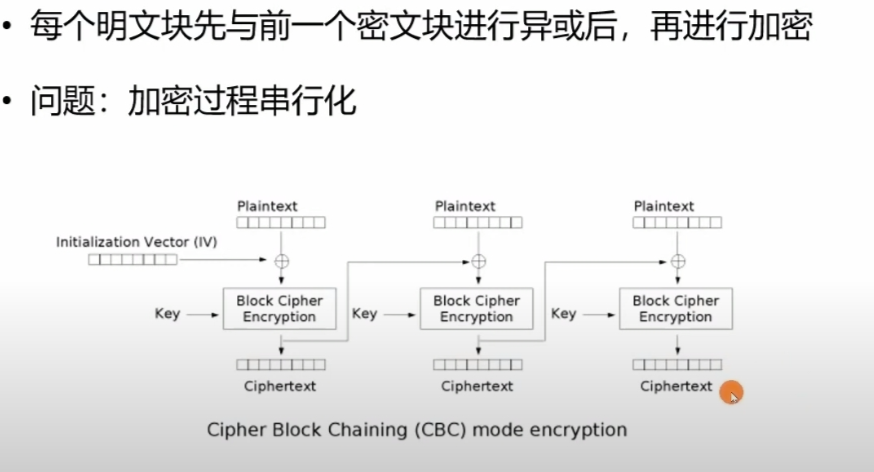 • 每个明文块先与前一个密文块进行异或后，再进行加密
• 问题：加密过程串行化
Plaintext Plaintext Plaintext
Initialization Vector (IV)
Key Block Cipher Encryption Key Block Cipher Encryption Key Block Cipher Encryption
Ciphertext Ciphertext Ciphertext
Cipher Block Chaining (CBC) mode encryption